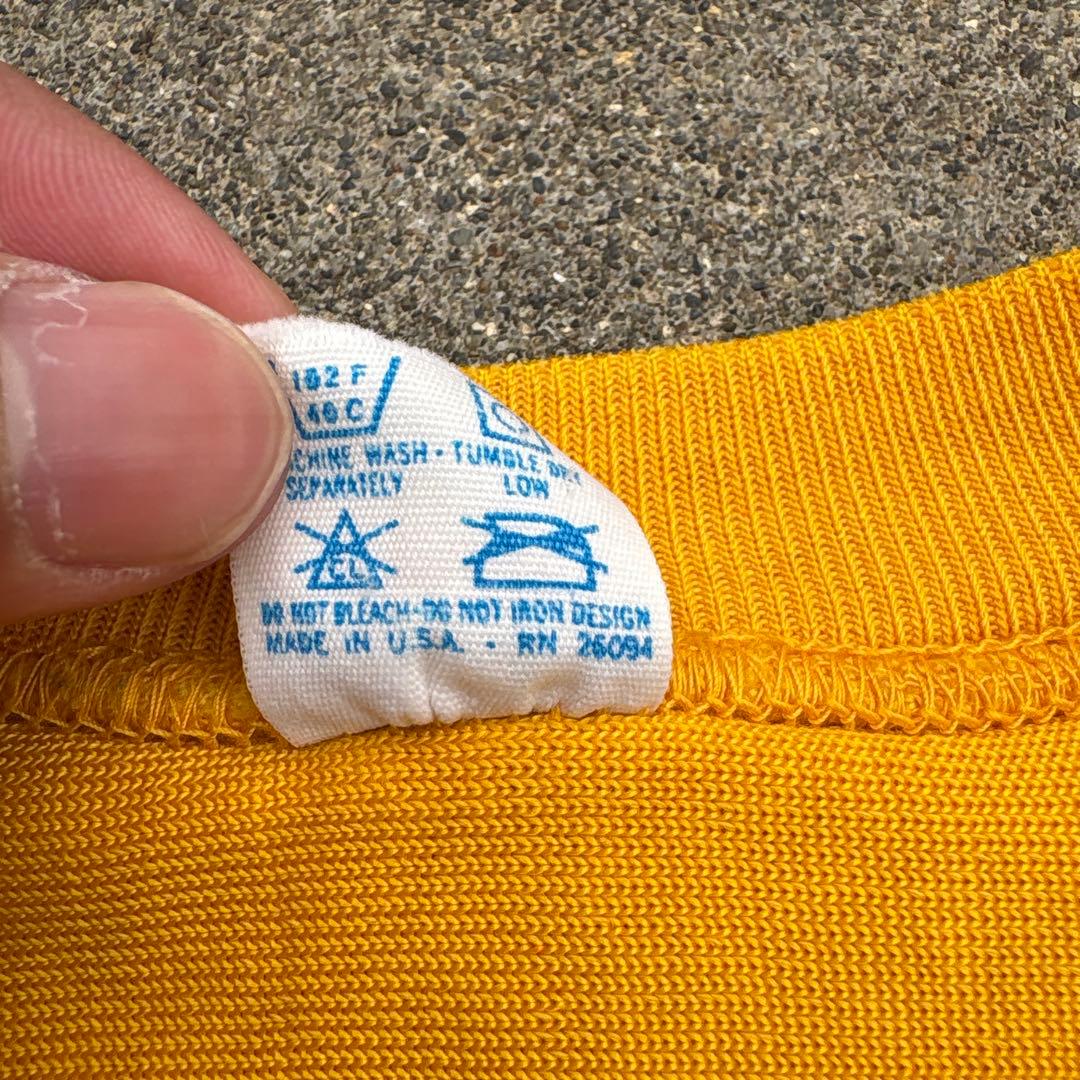 102 F
40 C
CHINE WASH - TUMBLE DRY
SEPARATELY LOW
CL
DO NOT BLEACH-DO NOT IRON DESIGN
MADE IN U.S.A. - RN 26094